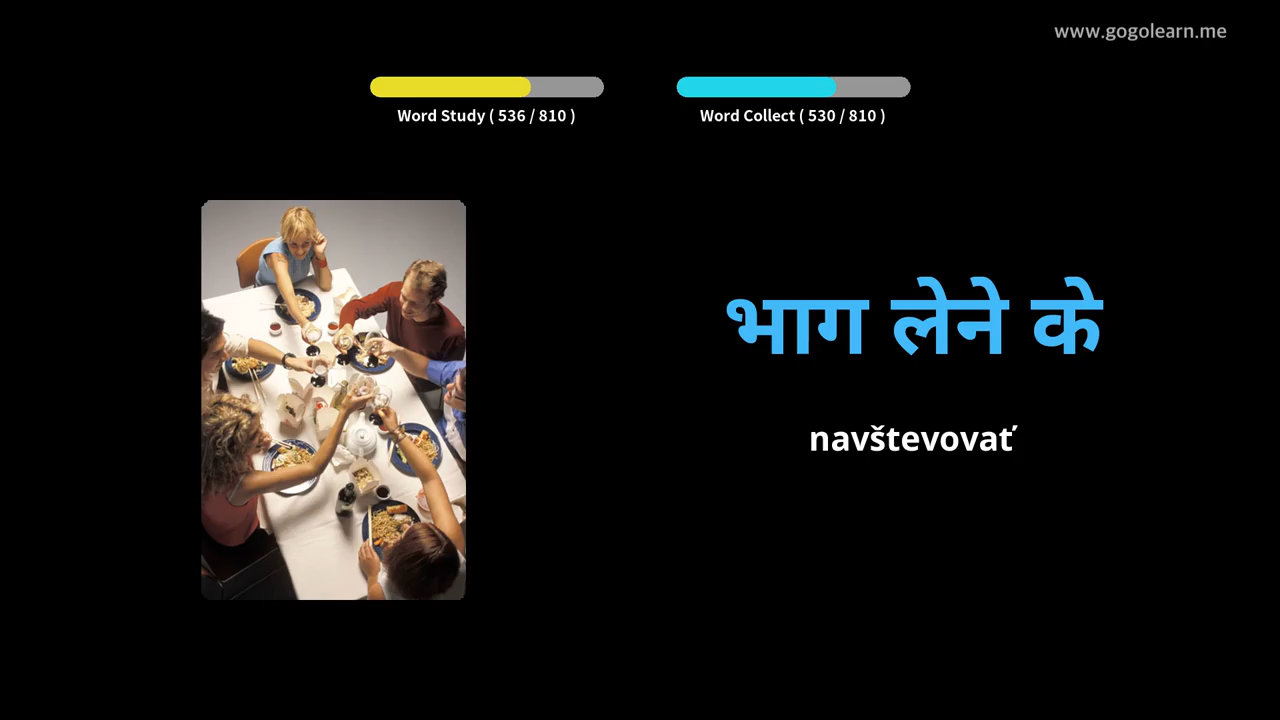 www.gogolearn.me
Word Study ( 536 / 810 )
Word Collect ( 530 / 810 )
भाग लेने के
navštevovať